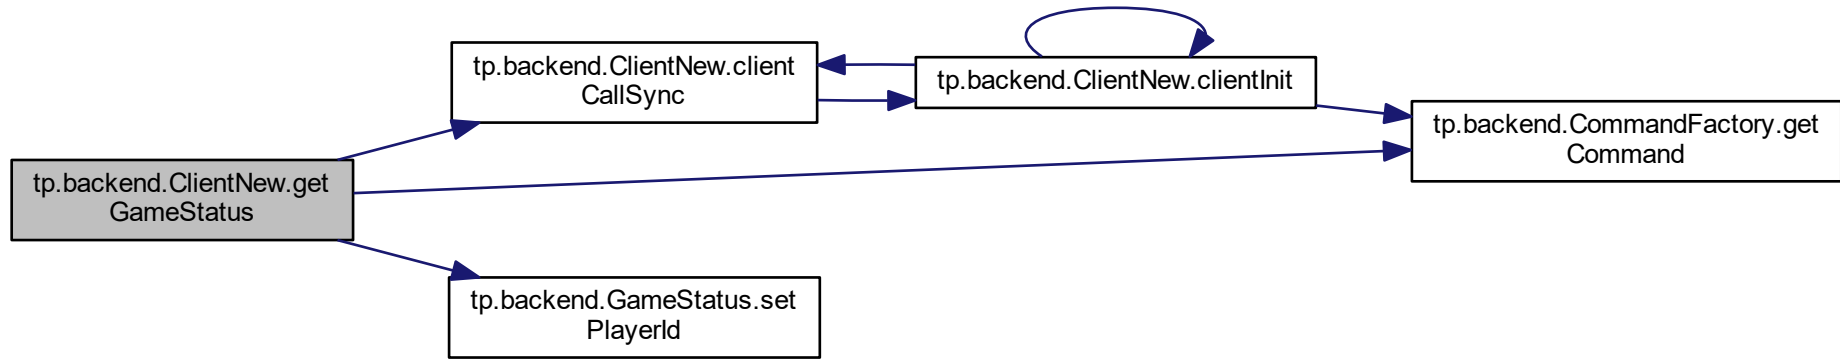 tp.backend.ClientNew.get
GameStatus
tp.backend.ClientNew.client
CallSync
tp.backend.ClientNew.clientInit
tp.backend.CommandFactory.get
Command
tp.backend.GameStatus.set
PlayerId